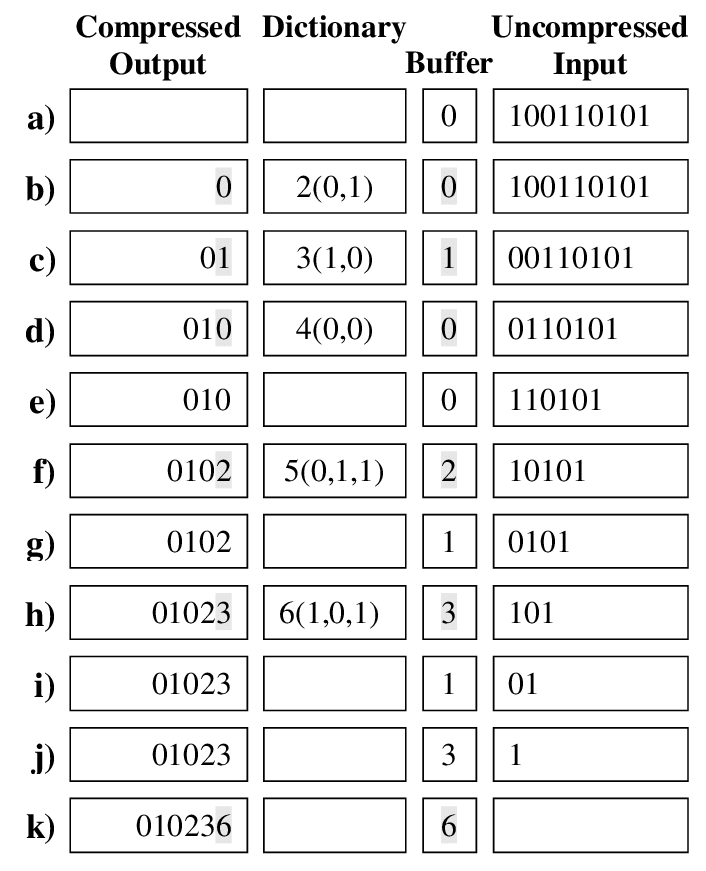 Compressed Output Dictionary Buffer Uncompressed Input
a) 0 100110101
b) 0 2(0,1) 0 100110101
c) 01 3(1,0) 1 00110101
d) 010 4(0,0) 0 0110101
e) 010 0 110101
f) 0102 5(0,1,1) 2 10101
g) 0102 1 0101
h) 01023 6(1,0,1) 3 101
i) 01023 1 01
j) 01023 3 1
k) 010236 6